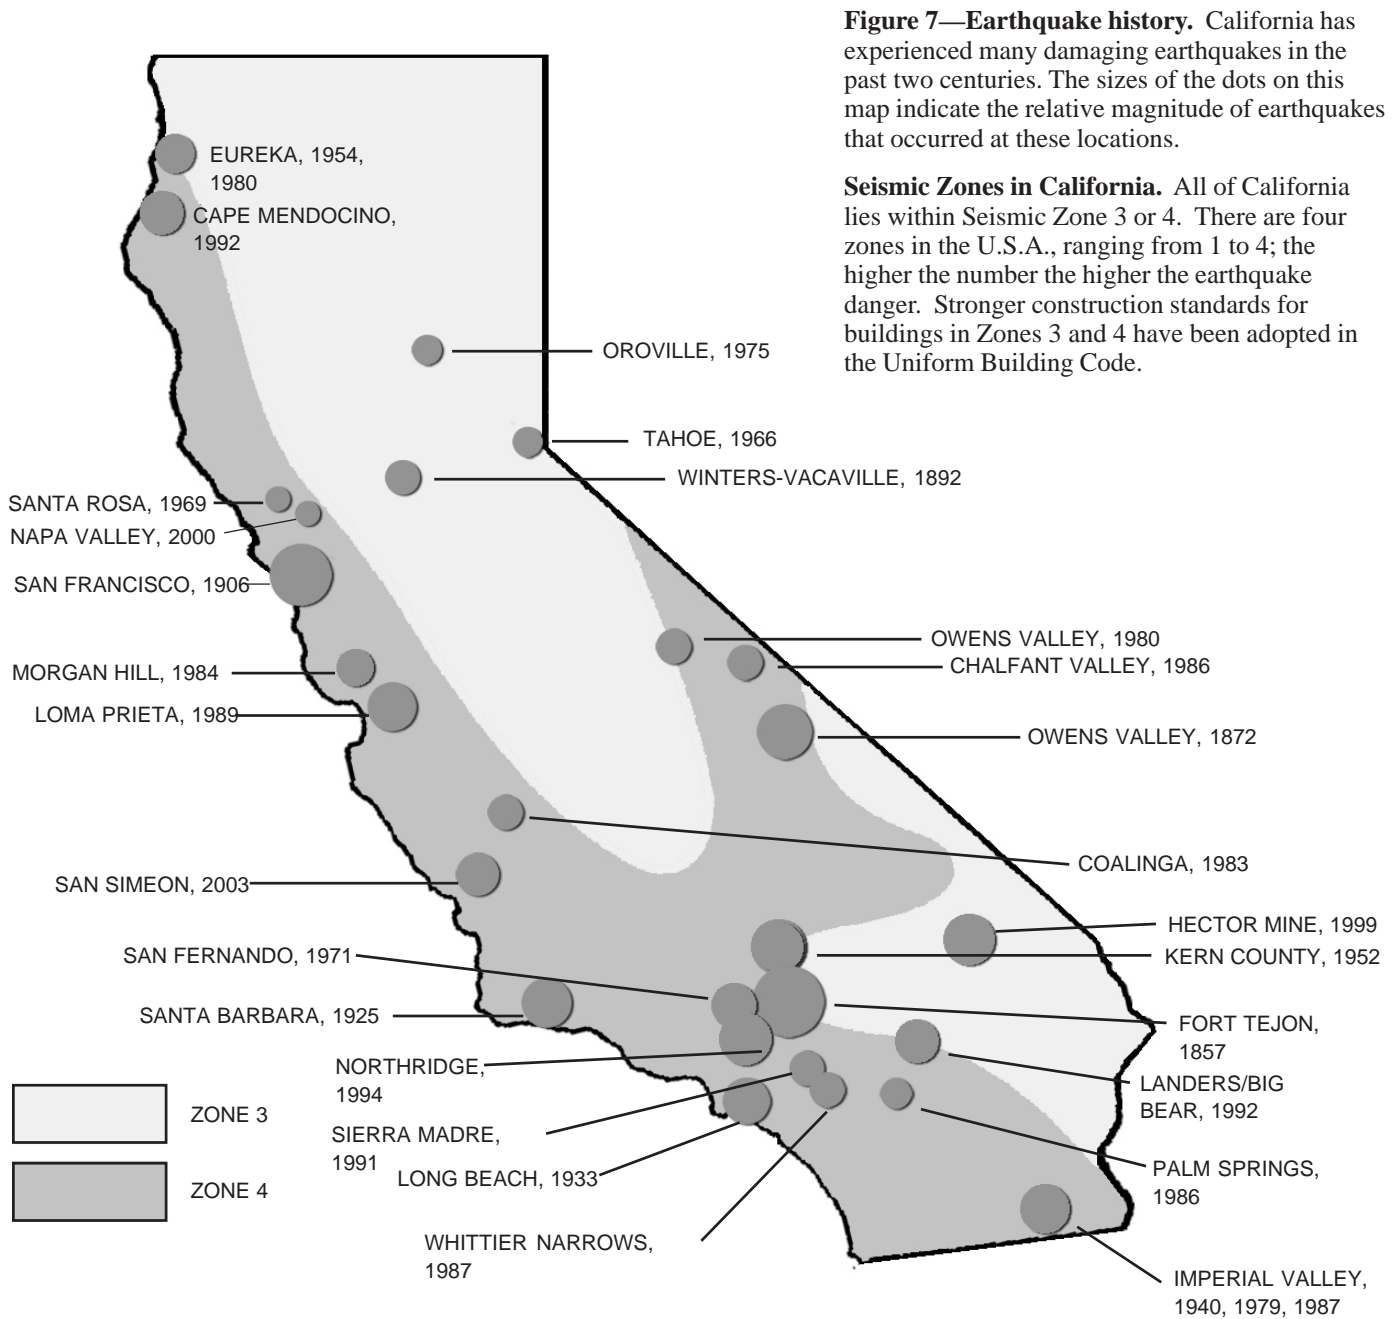 Figure 7—Earthquake history. California has
experienced many damaging earthquakes in the
past two centuries. The sizes of the dots on this
map indicate the relative magnitude of earthquakes
that occurred at these locations.
Seismic Zones in California. All of California
lies within Seismic Zone 3 or 4. There are four
zones in the U.S.A., ranging from 1 to 4; the
higher the number the higher the earthquake
danger. Stronger construction standards for
buildings in Zones 3 and 4 have been adopted in
the Uniform Building Code.
EUREKA, 1954,
1980
CAPE MENDOCINO,
1992
OROVILLE, 1975
TAHOE, 1966
WINTERS-VACAVILLE, 1892
SANTA ROSA, 1969
NAPA VALLEY, 2000
SAN FRANCISCO, 1906
OWENS VALLEY, 1980
CHALFANT VALLEY, 1986
MORGAN HILL, 1984
LOMA PRIETA, 1989
OWENS VALLEY, 1872
COALINGA, 1983
SAN SIMEON, 2003
HECTOR MINE, 1999
KERN COUNTY, 1952
SAN FERNANDO, 1971
SANTA BARBARA, 1925
FORT TEJON,
1857
NORTHRIDGE,
1994
LANDERS/BIG
BEAR, 1992
ZONE 3
SIERRA MADRE,
1991
LONG BEACH, 1933
PALM SPRINGS,
1986
ZONE 4
WHITTIER NARROWS,
1987
IMPERIAL VALLEY,
1940, 1979, 1987